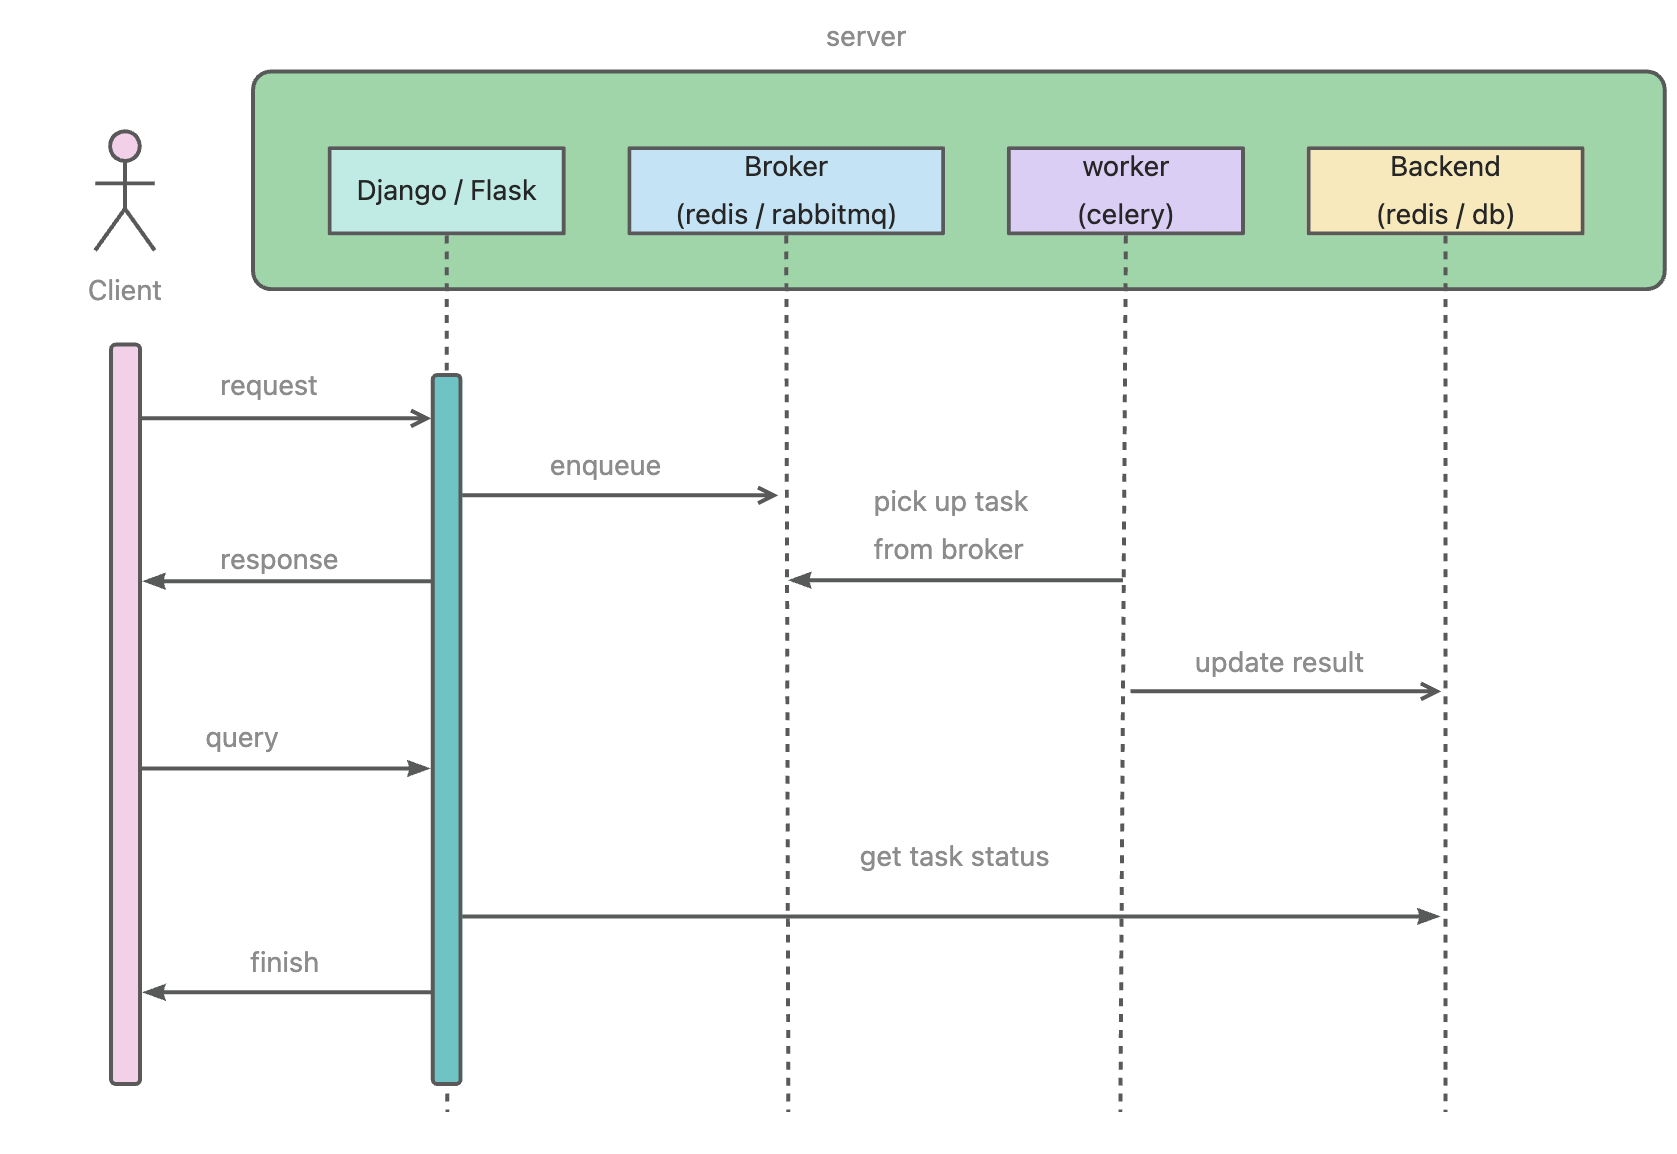 server
Django / Flask
Broker
(redis / rabbitmq)
worker
(celery)
Backend
(redis / db)
Client
request
enqueue
pick up task
from broker
response
update result
query
get task status
finish